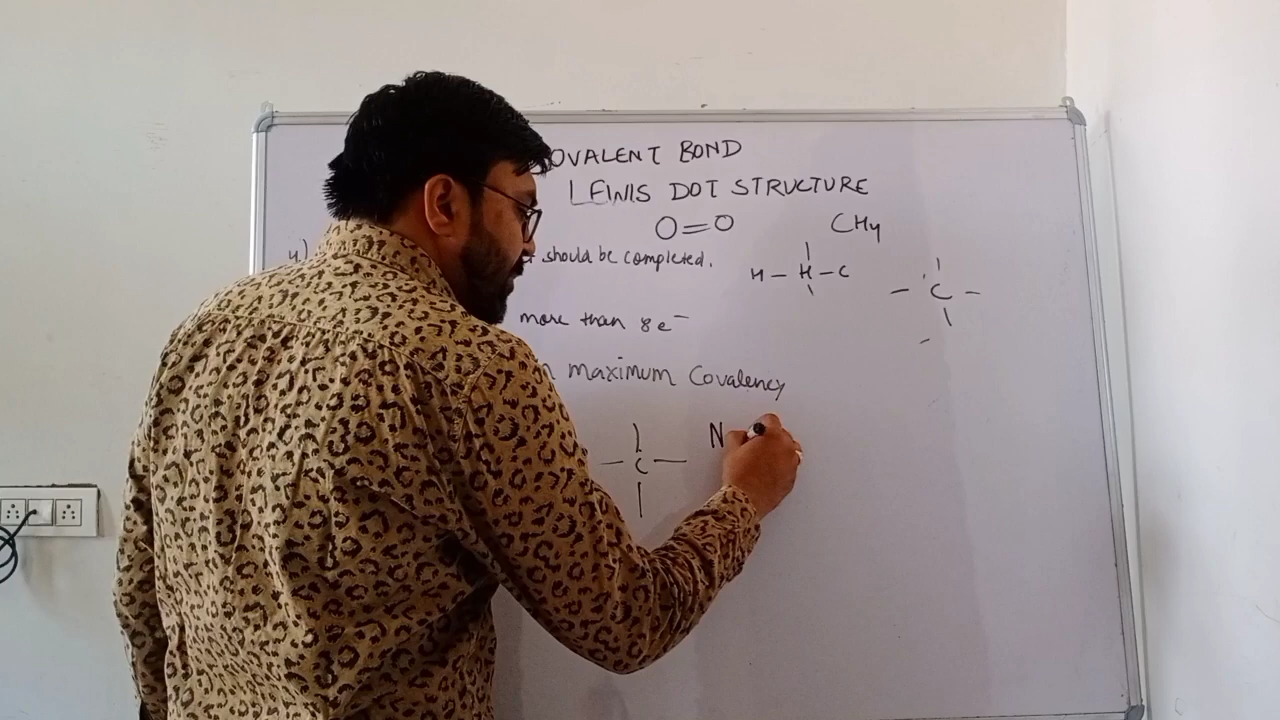 OVALENT BOND
LEWIS DOT STRUCTURE
O=O CH4
4) should be completed.
H - H - C
- C -
more than 8 e⁻
maximum Covalency
- C - N